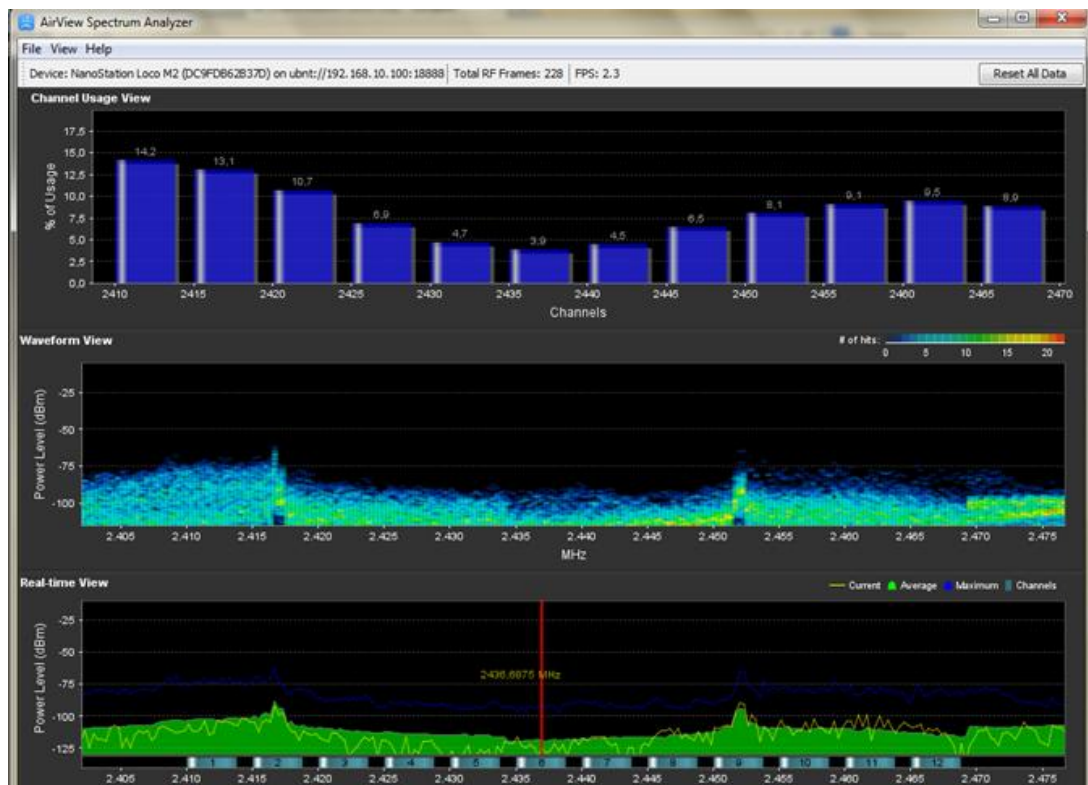 AirView Spectrum Analyzer
File View Help
Device: NanoStation Loco M2 (DC9FDB62B37D) on ubnt://192.168.10.100:18888 Total RF Frames: 228 FPS: 2.3 Reset All Data
Channel Usage View
% of Usage
17,5
15,0
12,5
10,0
7,5
5,0
2,5
0,0
14,2 13,1 10,7 6,9 4,7 3,9 4,5 6,5 8,1 9,1 9,5 8,9
2410 2415 2420 2425 2430 2435 2440 2445 2450 2455 2460 2465 2470
Channels
Waveform View
# of hits:
0 5 10 15 20
Power Level (dBm)
-25
-50
-75
-100
2.405 2.410 2.415 2.420 2.425 2.430 2.435 2.440 2.445 2.450 2.455 2.460 2.465 2.470 2.475
MHz
Real-time View
Current Average Maximum Channels
Power Level (dBm)
-25
-50
-75
-100
-125
2436,6875 MHz
1 2 3 4 5 6 7 8 9 10 11 12
2.405 2.410 2.415 2.420 2.425 2.430 2.435 2.440 2.445 2.450 2.455 2.460 2.465 2.470 2.475